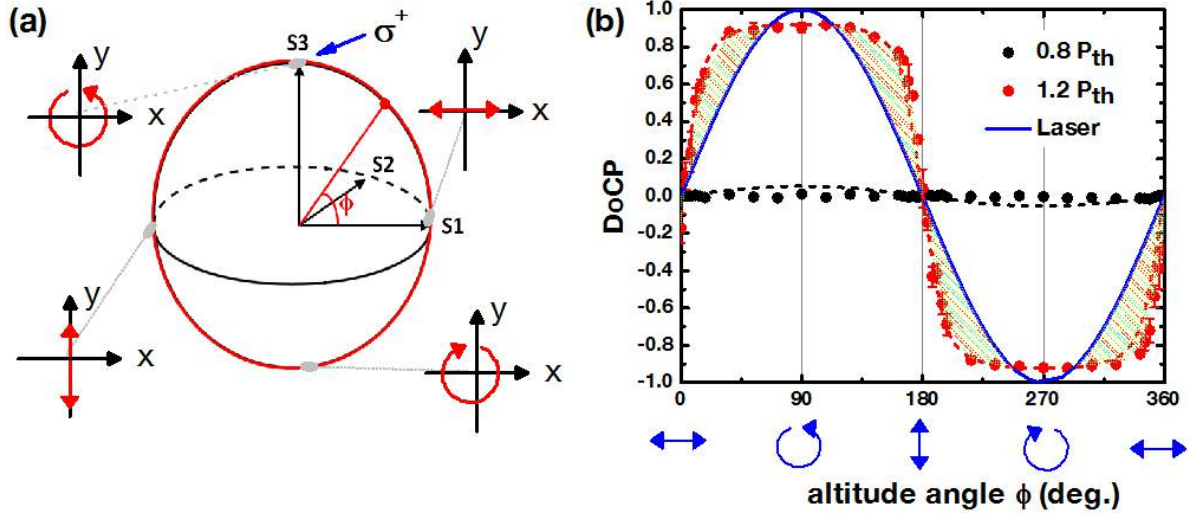 (a)
y
x
S3
σ+
y
x
S2
ϕ
S1
y
x
y
x
(b)
DoCP
1.0
0.8
0.6
0.4
0.2
0.0
-0.2
-0.4
-0.6
-0.8
-1.0
0.8 Pth
1.2 Pth
Laser
0 90 180 270 360
altitude angle ϕ (deg.)